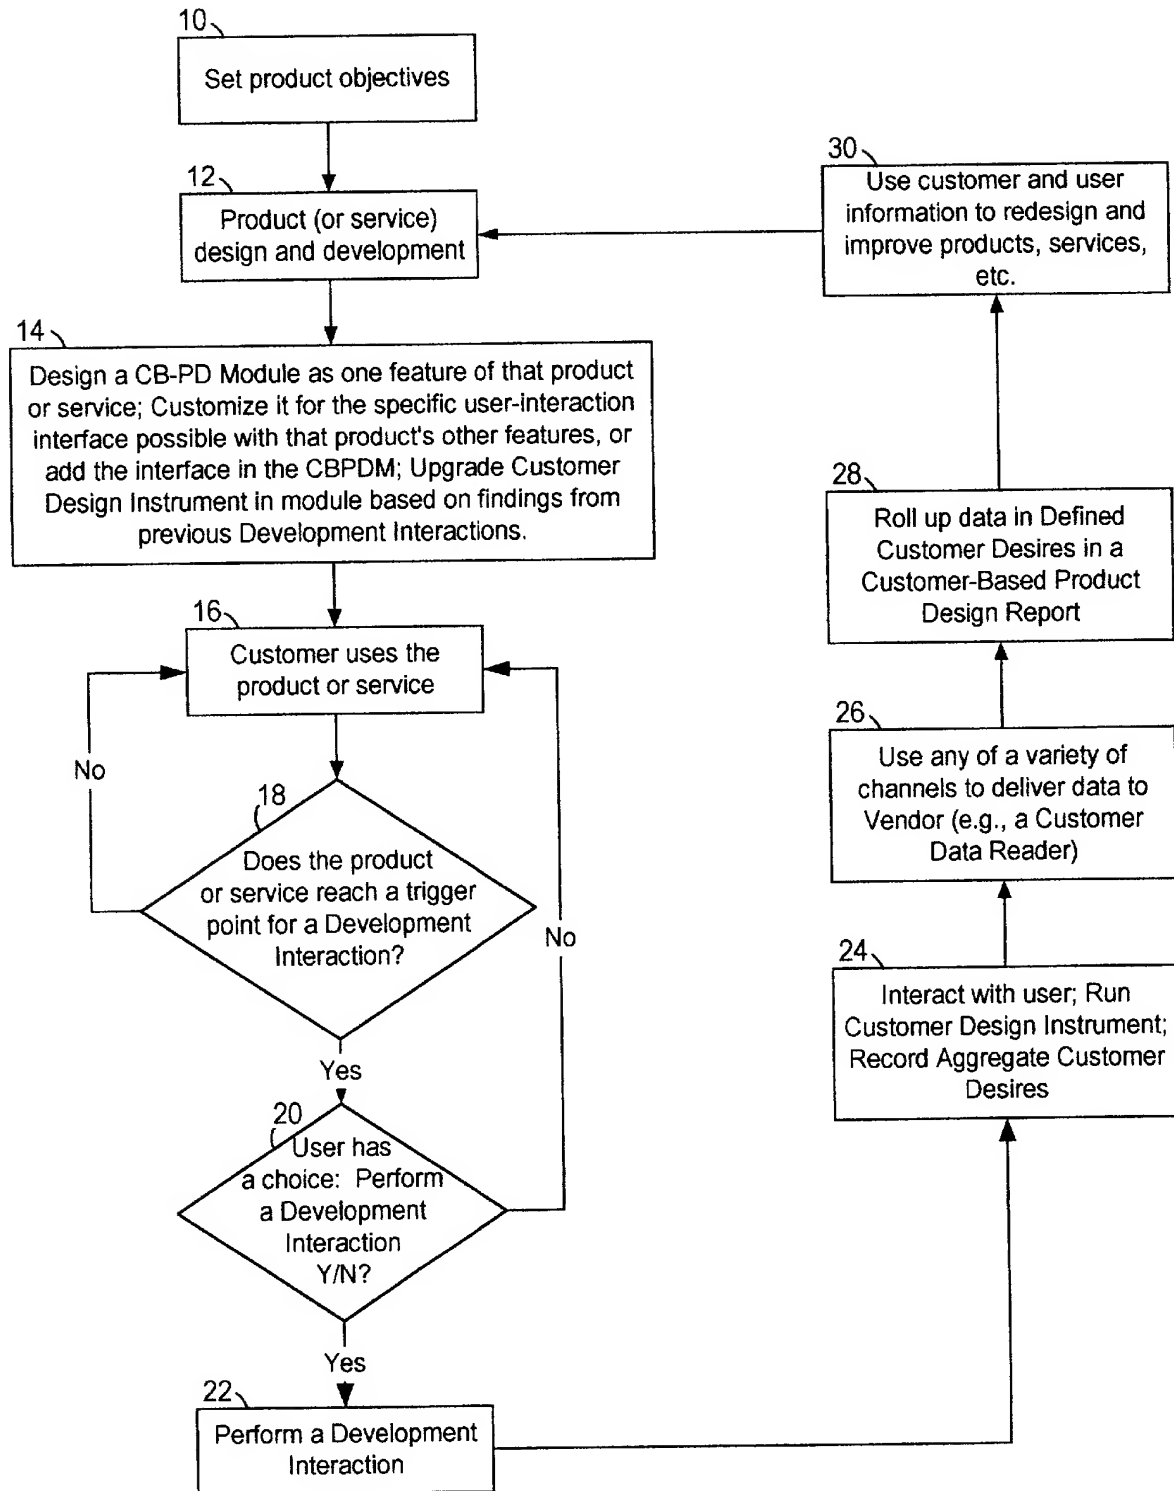 10
Set product objectives
12
Product (or service)
design and development
14
Design a CB-PD Module as one feature of that product
or service; Customize it for the specific user-interaction
interface possible with that product's other features, or
add the interface in the CBPDM; Upgrade Customer
Design Instrument in module based on findings from
previous Development Interactions.
16
Customer uses the
product or service
No
18
Does the product
or service reach a trigger
point for a Development
Interaction?
No
Yes
20
User has
a choice: Perform
a Development
Interaction
Y/N?
Yes
22
Perform a Development
Interaction
24
Interact with user; Run
Customer Design Instrument;
Record Aggregate Customer
Desires
26
Use any of a variety of
channels to deliver data to
Vendor (e.g., a Customer
Data Reader)
28
Roll up data in Defined
Customer Desires in a
Customer-Based Product
Design Report
30
Use customer and user
information to redesign and
improve products, services,
etc.